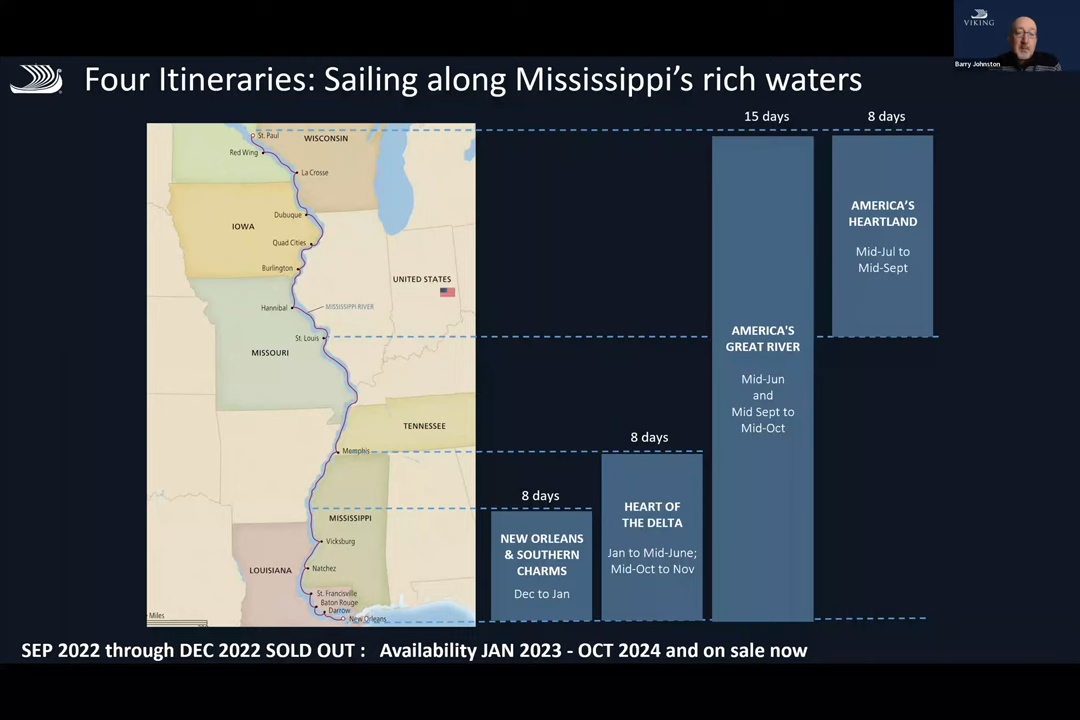 VIKING
Barry Johnston
Four Itineraries: Sailing along Mississippi's rich waters
15 days
8 days
St. Paul
WISCONSIN
Red Wing
La Crosse
IOWA
Dubuque
Quad Cities
Burlington
UNITED STATES
Hannibal
MISSISSIPPI RIVER
St. Louis
MISSOURI
TENNESSEE
Memphis
MISSISSIPPI
Vicksburg
LOUISIANA
Natchez
St. Francisville
Baton Rouge
Darrow
New Orleans
Miles
8 days
NEW ORLEANS
& SOUTHERN
CHARMS
Dec to Jan
8 days
HEART OF
THE DELTA
Jan to Mid-June;
Mid-Oct to Nov
AMERICA'S
GREAT RIVER
Mid-Jun
and
Mid Sept to
Mid-Oct
AMERICA'S
HEARTLAND
Mid-Jul to
Mid-Sept
SEP 2022 through DEC 2022 SOLD OUT : Availability JAN 2023 - OCT 2024 and on sale now